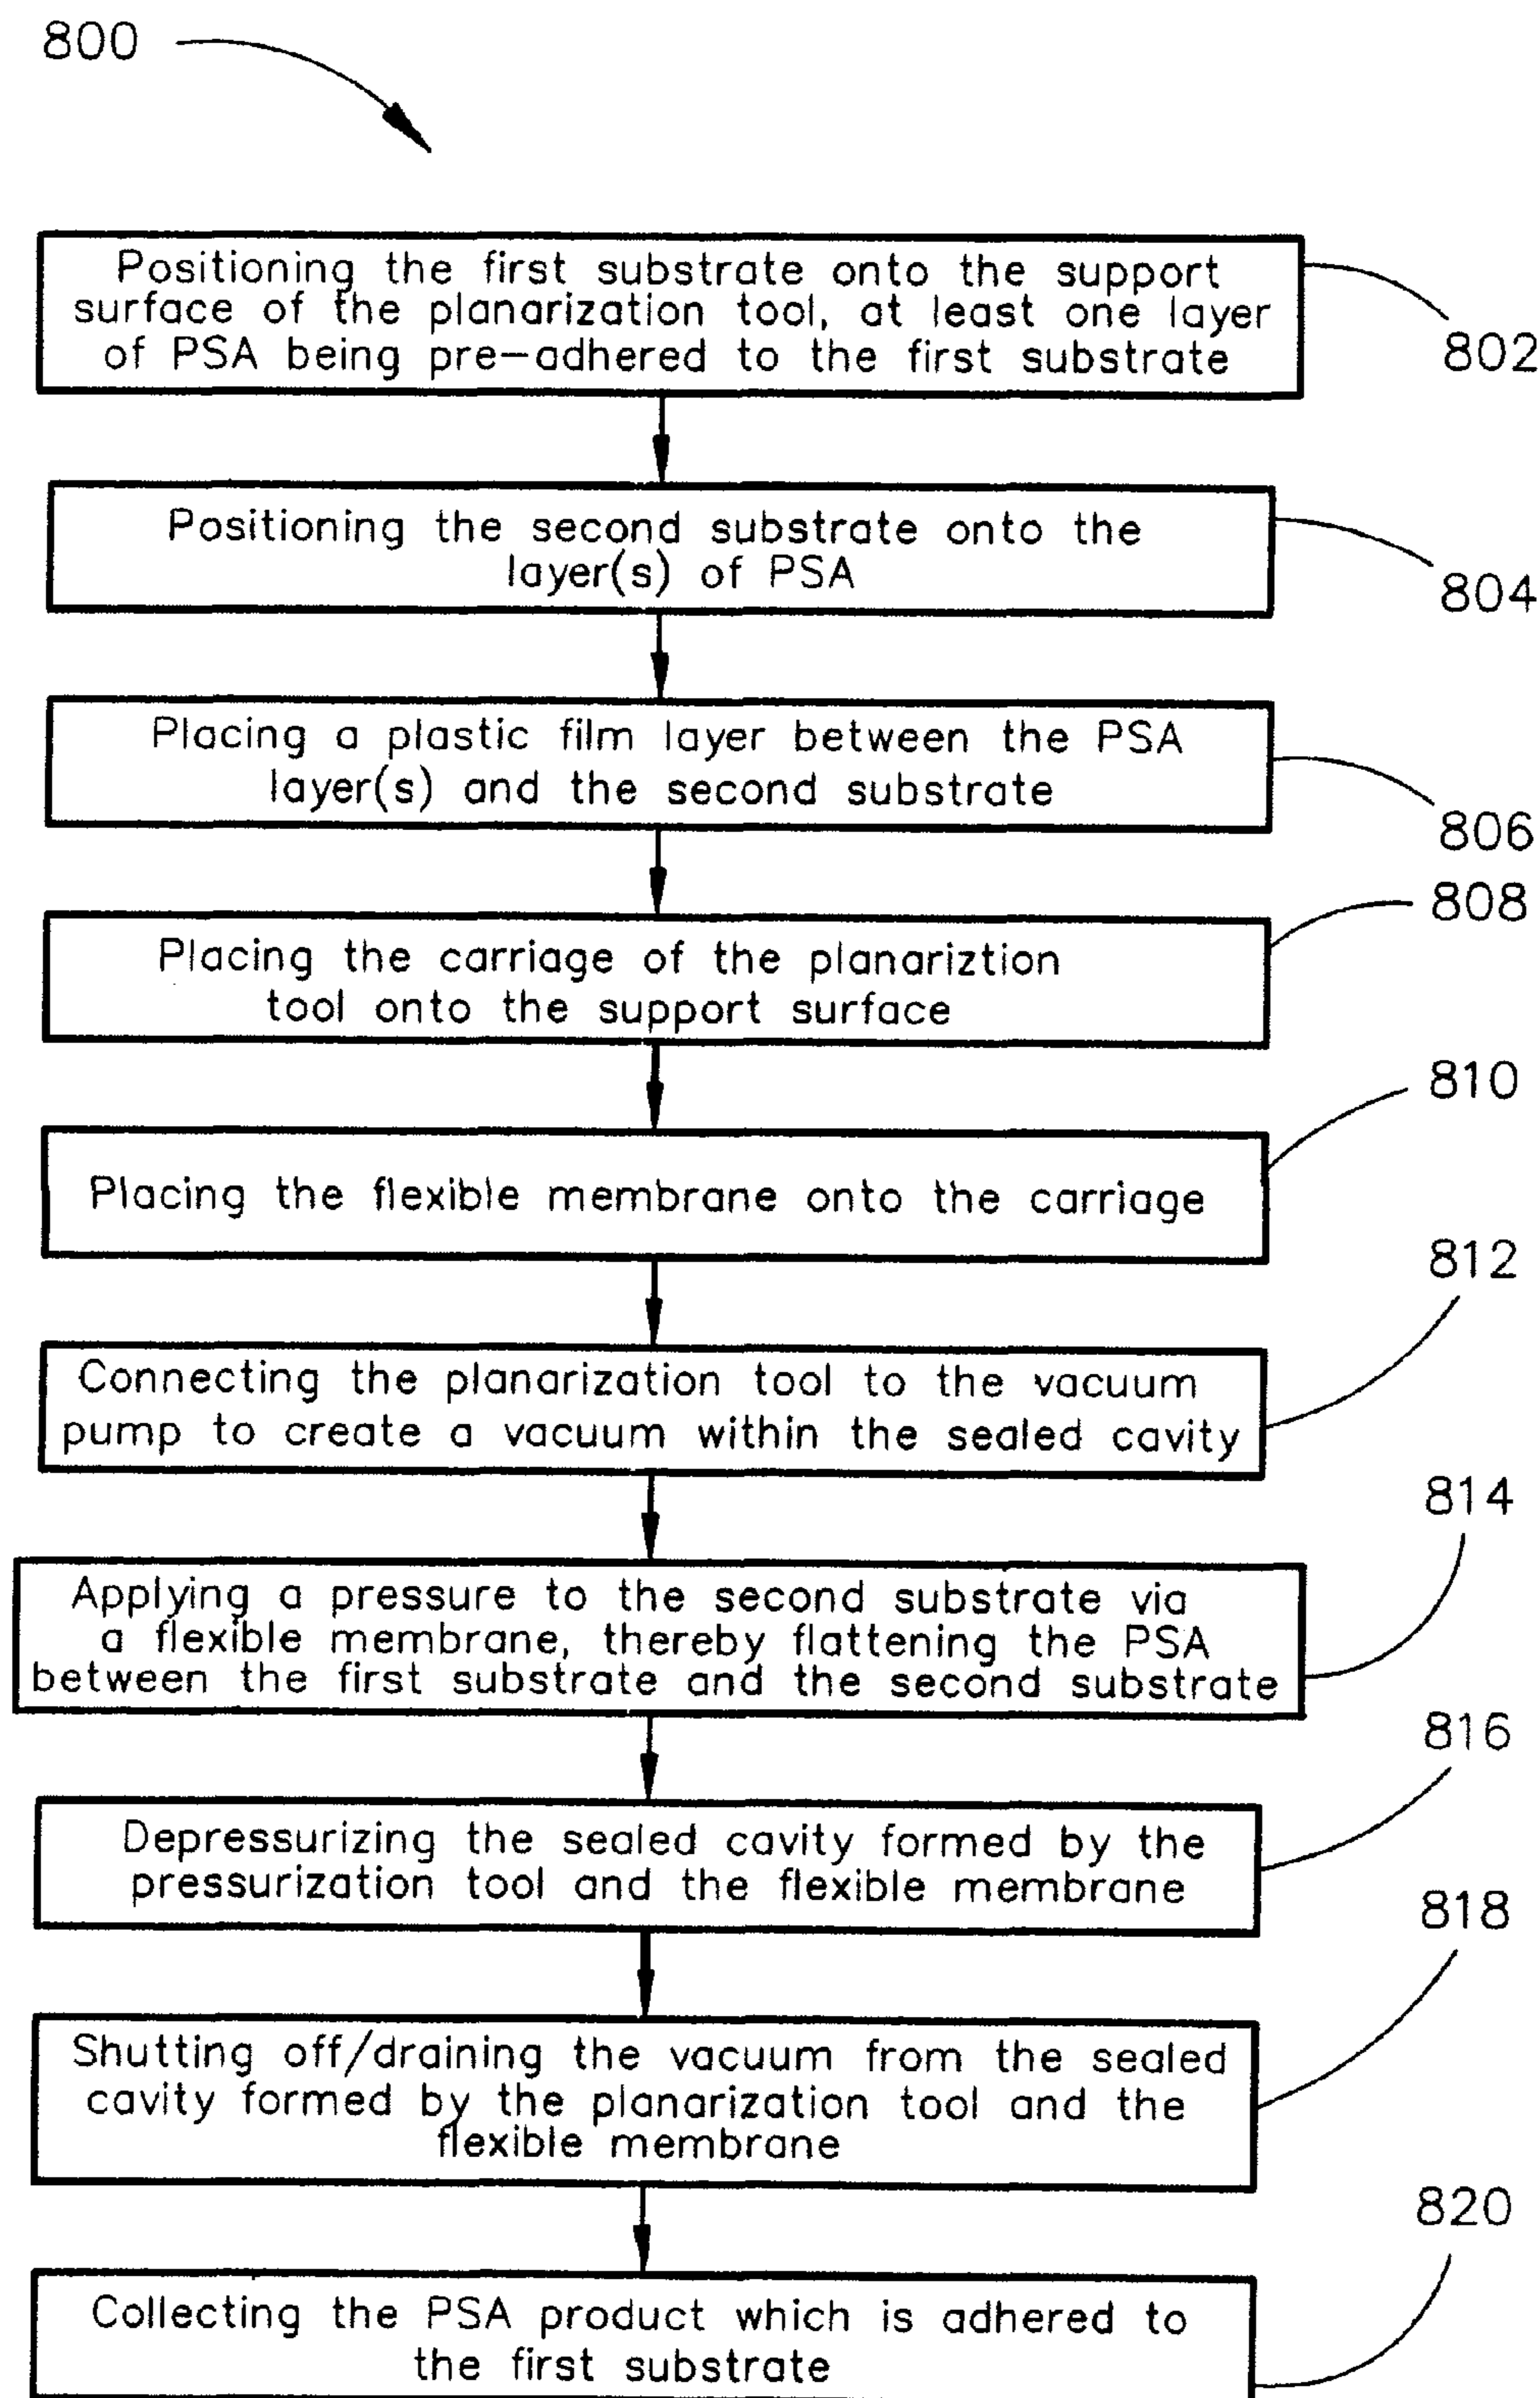 800
Positioning the first substrate onto the support
surface of the planarization tool, at least one layer
of PSA being pre-adhered to the first substrate
802
Positioning the second substrate onto the
layer(s) of PSA
804
Placing a plastic film layer between the PSA
layer(s) and the second substrate
806
808
Placing the carriage of the planariztion
tool onto the support surface
810
Placing the flexible membrane onto the carriage
812
Connecting the planarization tool to the vacuum
pump to create a vacuum within the sealed cavity
814
Applying a pressure to the second substrate via
a flexible membrane, thereby flattening the PSA
between the first substrate and the second substrate
816
Depressurizing the sealed cavity formed by the
pressurization tool and the flexible membrane
818
Shutting off/draining the vacuum from the sealed
cavity formed by the planarization tool and the
flexible membrane
820
Collecting the PSA product which is adhered to
the first substrate